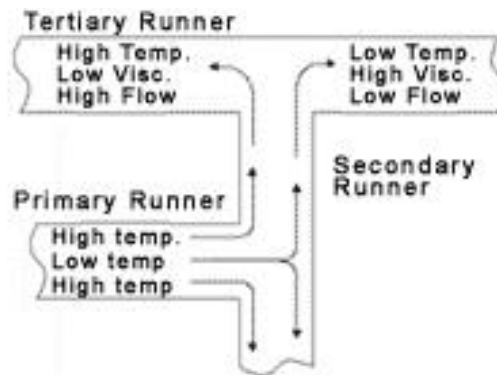 Tertiary Runner
High Temp.
Low Visc.
High Flow
Low Temp.
High Visc.
Low Flow
Secondary
Runner
Primary Runner
High temp.
Low temp
High temp